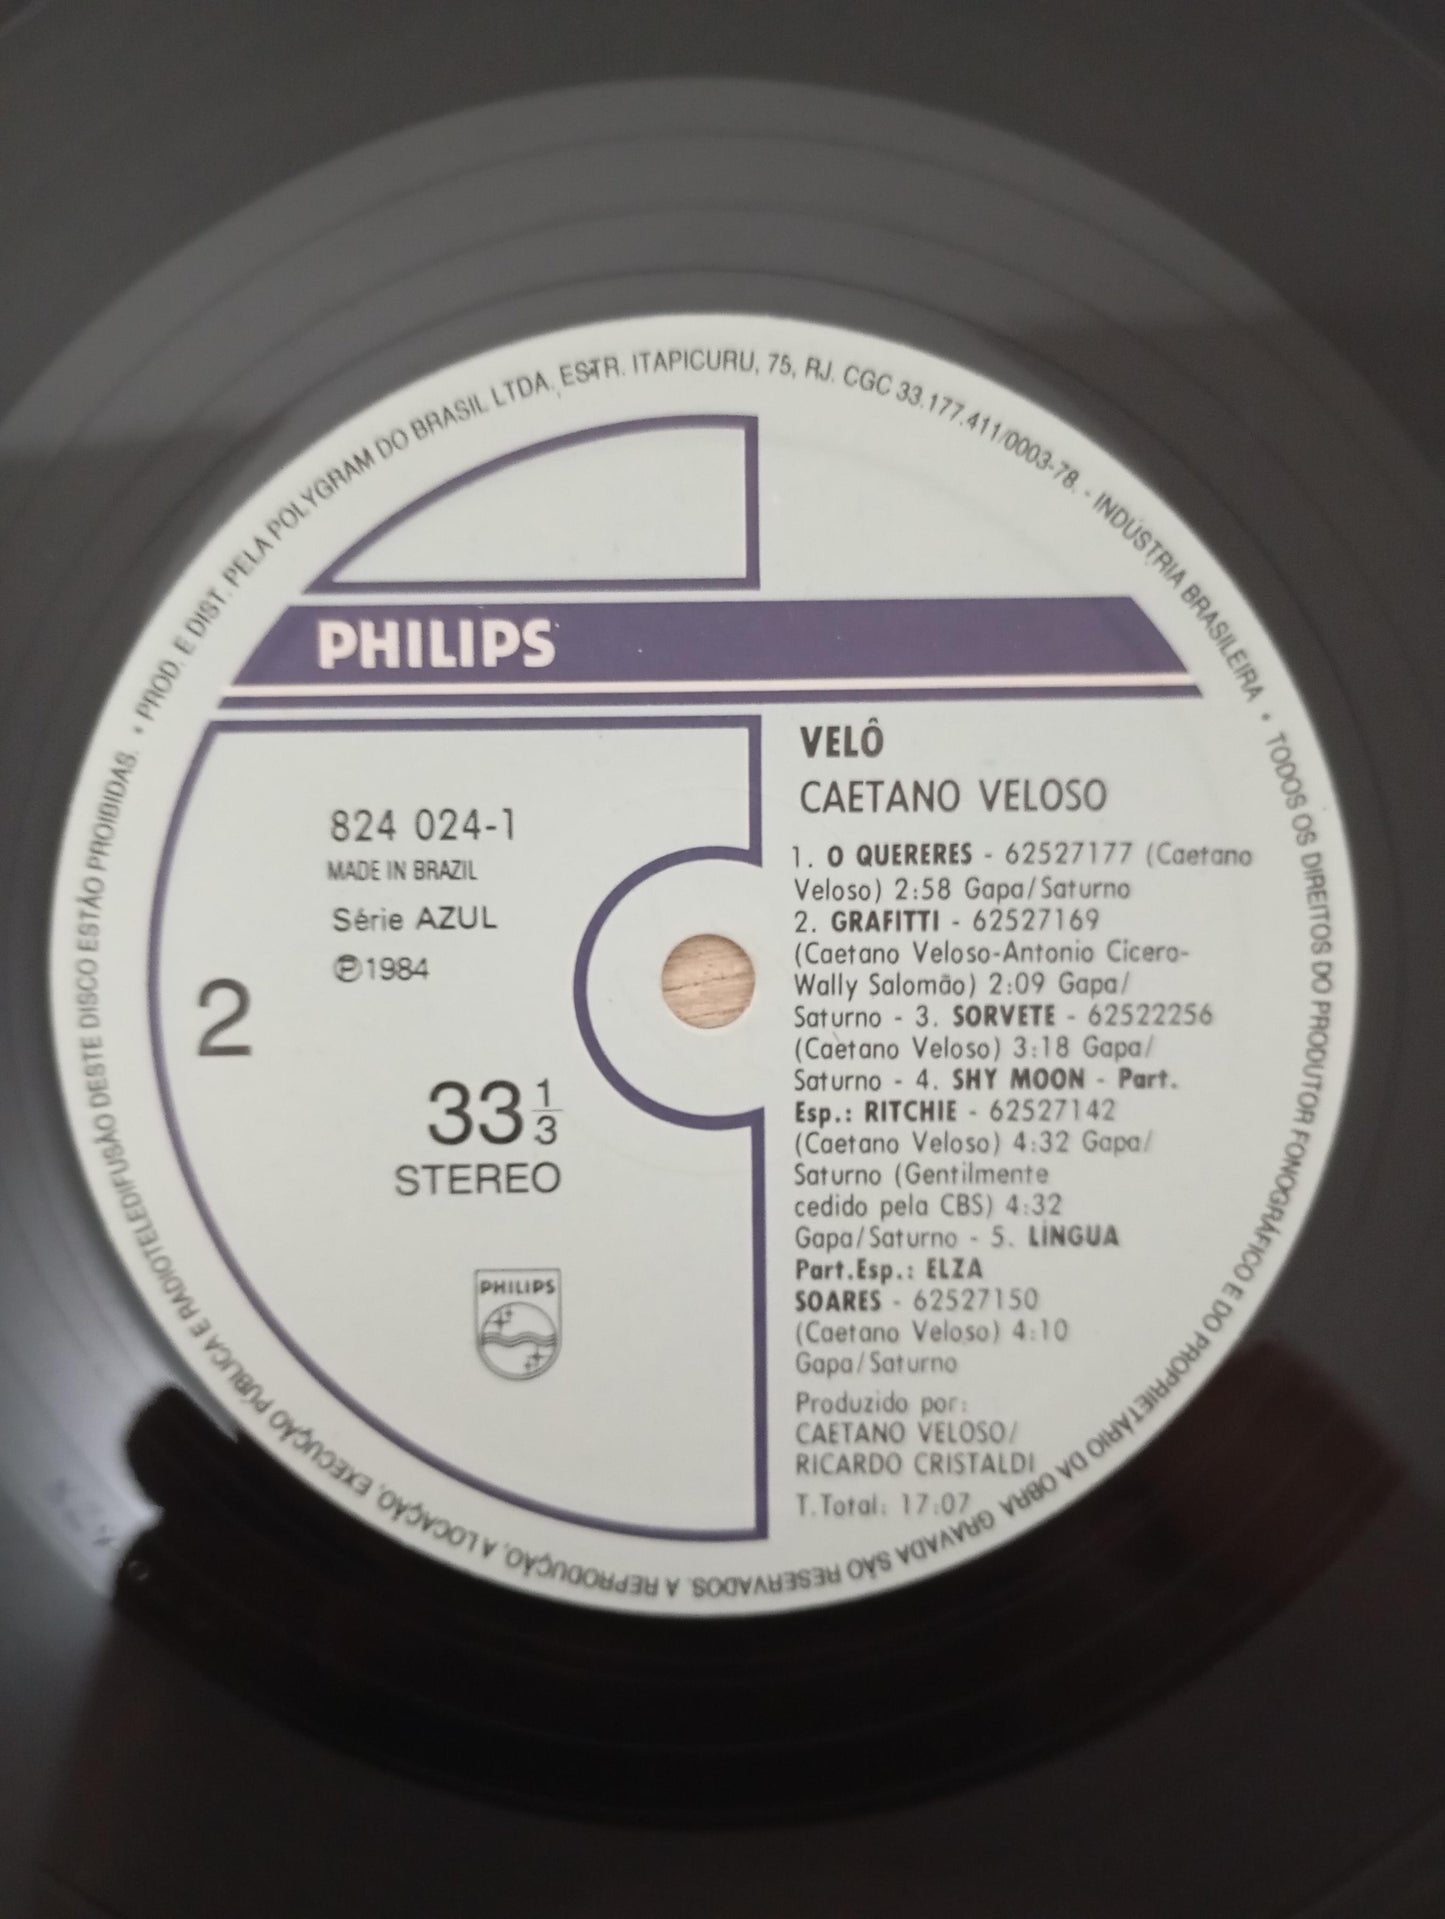 • PROD. E DIST. PELA POLYGRAM DO BRASIL LTDA., ESTR. ITAPICURU, 75, RJ. CGC 33.177.411/0003-78. - INDÚSTRIA BRASILEIRA • TODOS OS DIREITOS DO PRODUTOR FONOGRÁFICO E DO PROPRIETÁRIO DA OBRA GRAVADA SÃO RESERVADOS. A REPRODUÇÃO, A LOCAÇÃO, EXECUÇÃO PÚBLICA E RADIOTELEDIFUSÃO DESTE DISCO ESTÃO PROIBIDAS.
PHILIPS
824 024-1
MADE IN BRAZIL
Série AZUL
℗1984
2
33 1/3
STEREO
PHILIPS
VELÔ
CAETANO VELOSO
1. O QUERERES - 62527177 (Caetano
Veloso) 2:58 Gapa/Saturno
2. GRAFITTI - 62527169
(Caetano Veloso-Antonio Cicero-
Wally Salomão) 2:09 Gapa/
Saturno - 3. SORVETE - 62522256
(Caetano Veloso) 3:18 Gapa/
Saturno - 4. SHY MOON - Part.
Esp.: RITCHIE - 62527142
(Caetano Veloso) 4:32 Gapa/
Saturno (Gentilmente
cedido pela CBS) 4:32
Gapa/Saturno - 5. LÍNGUA
Part.Esp.: ELZA
SOARES - 62527150
(Caetano Veloso) 4:10
Gapa/Saturno
Produzido por:
CAETANO VELOSO/
RICARDO CRISTALDI
T.Total: 17:07